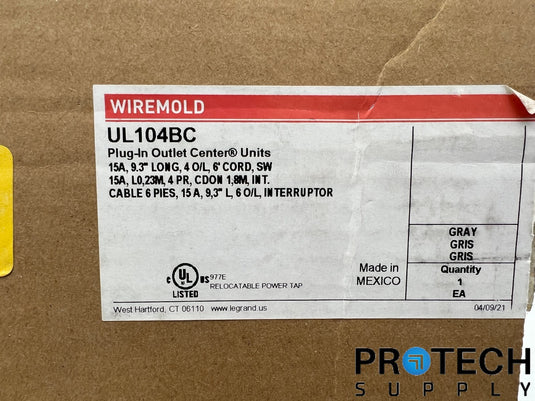 WIREMOLD
UL104BC
Plug-In Outlet Center® Units
15A, 9.3" LONG, 4 O/L, 6' CORD, SW
15A, L0,23M, 4 PR, CDON 1,8M, INT.
CABLE 6 PIES, 15 A, 9,3" L, 6 O/L, INTERRUPTOR
GRAY
GRIS
GRIS
C UL US 977E
LISTED
RELOCATABLE POWER TAP
Made in
MEXICO
Quantity
1
EA
West Hartford, CT 06110 www.legrand.us
04/09/21
PROTECH
SUPPLY